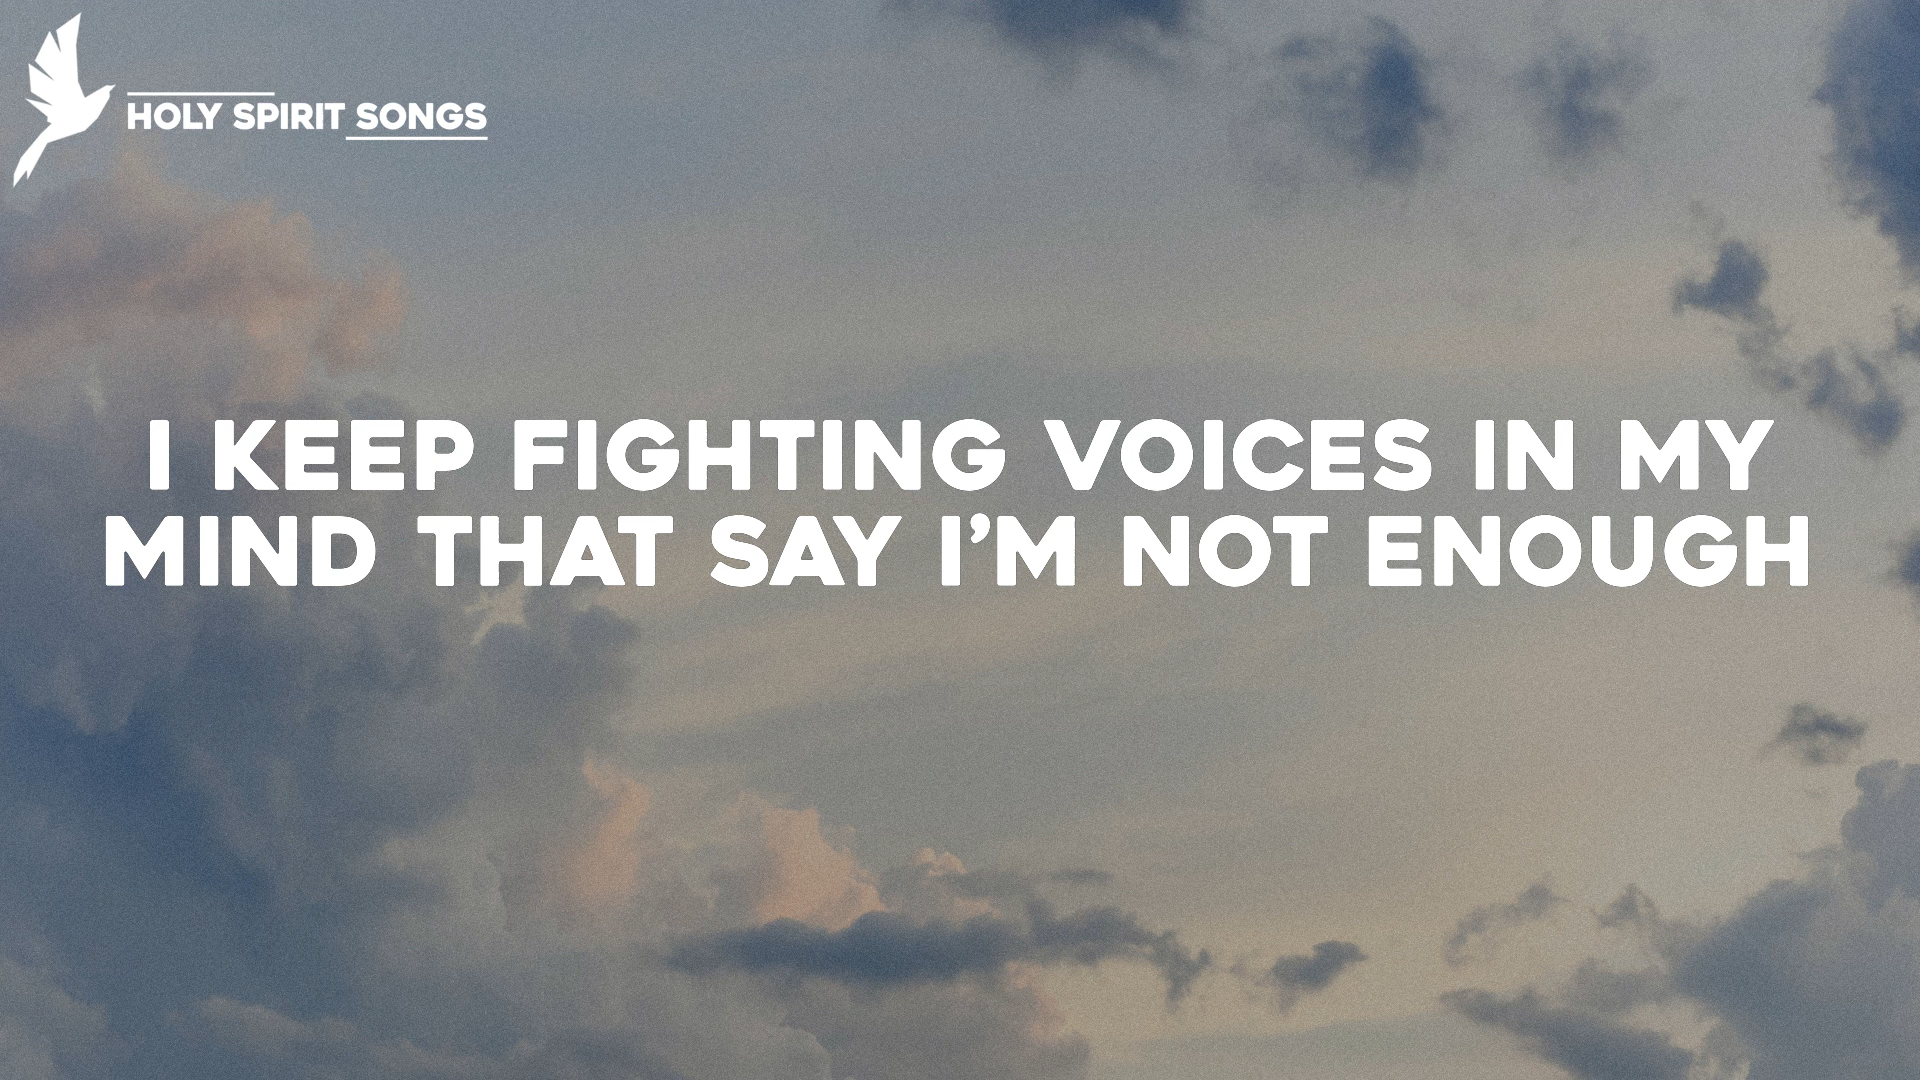 HOLY SPIRIT SONGS
I KEEP FIGHTING VOICES IN MY
MIND THAT SAY I’M NOT ENOUGH